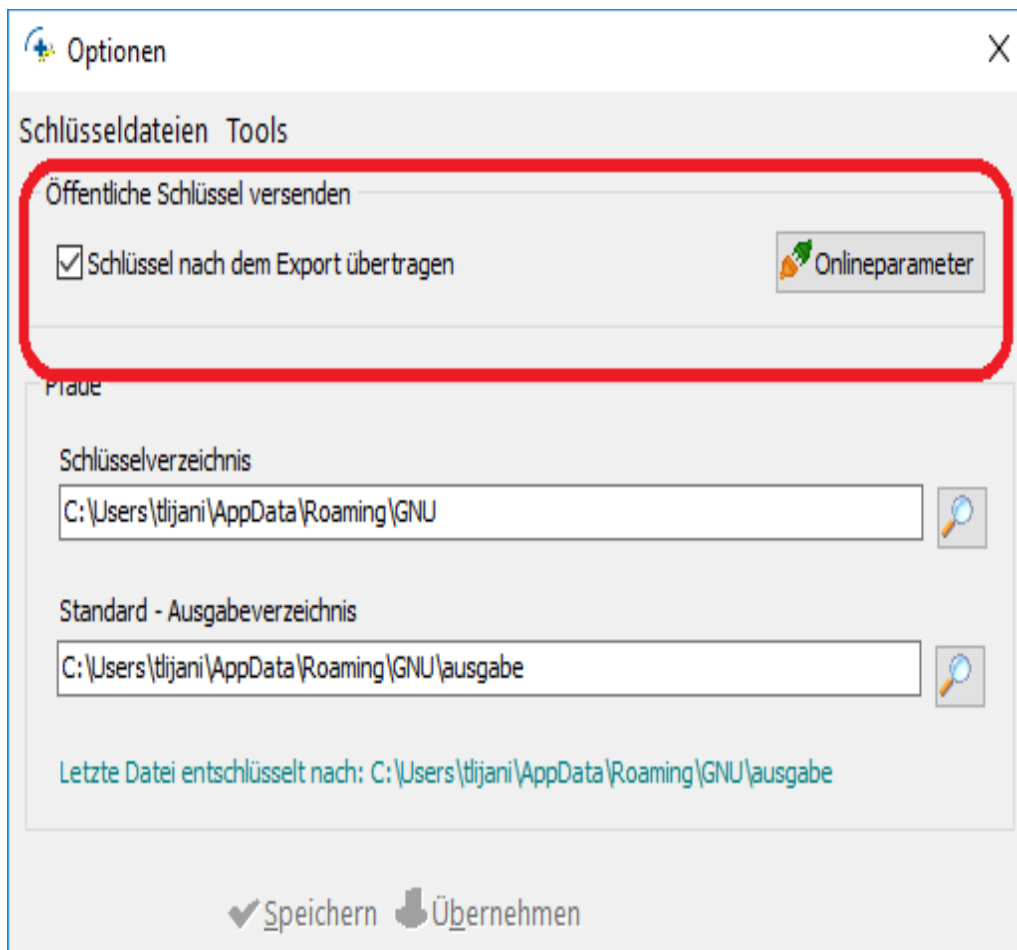 Optionen
Schlüsseldateien Tools
Öffentliche Schlüssel versenden
Schlüssel nach dem Export übertragen
Onlineparameter
Pfade
Schlüsselverzeichnis
C:\Users\tlijani\AppData\Roaming\GNU
Standard - Ausgabeverzeichnis
C:\Users\tlijani\AppData\Roaming\GNU\ausgabe
Letzte Datei entschlüsselt nach: C:\Users\tlijani\AppData\Roaming\GNU\ausgabe
Speichern Übernehmen